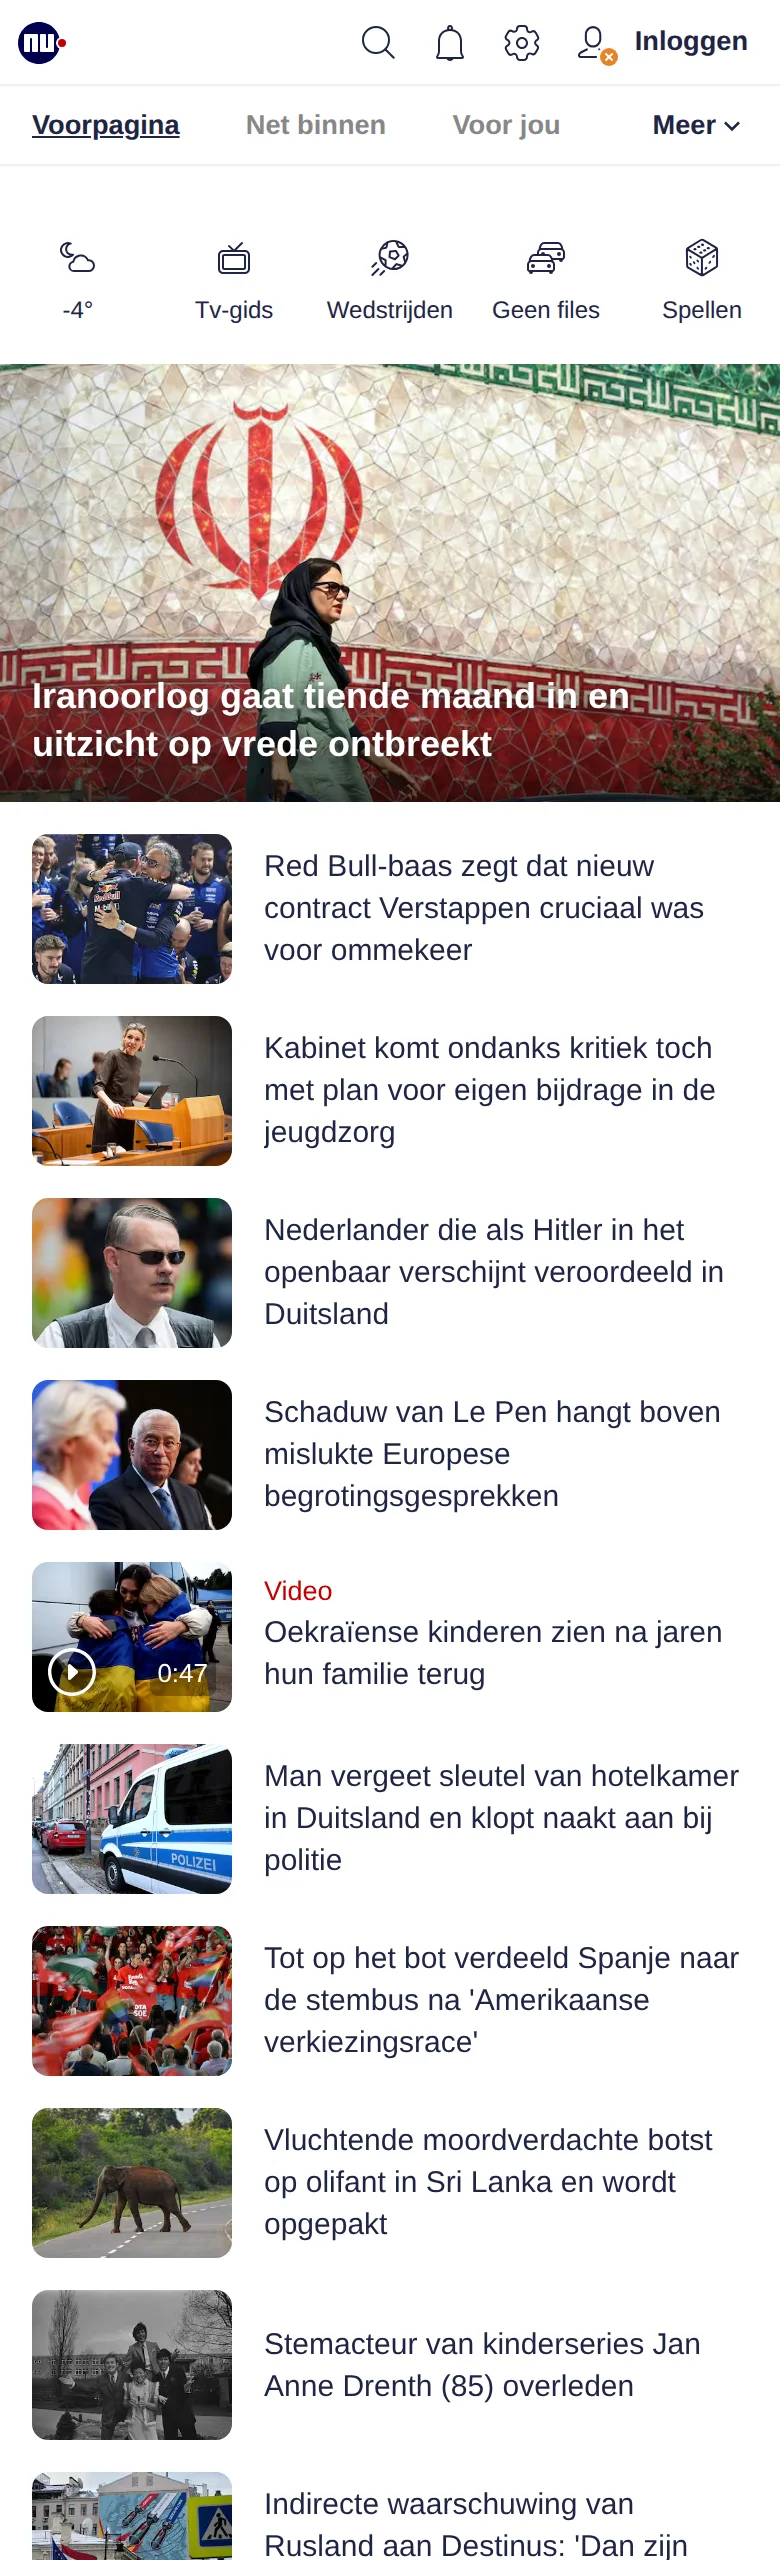 nu
Inloggen
Voorpagina
Net binnen
Voor jou
Meer
-4°
Tv-gids
Wedstrijden
Geen files
Spellen
Iranoorlog gaat tiende maand in en
uitzicht op vrede ontbreekt
Red Bull-baas zegt dat nieuw
contract Verstappen cruciaal was
voor ommekeer
Kabinet komt ondanks kritiek toch
met plan voor eigen bijdrage in de
jeugdzorg
Nederlander die als Hitler in het
openbaar verschijnt veroordeeld in
Duitsland
Schaduw van Le Pen hangt boven
mislukte Europese
begrotingsgesprekken
Video
Oekraïense kinderen zien na jaren
hun familie terug
0:47
Man vergeet sleutel van hotelkamer
in Duitsland en klopt naakt aan bij
politie
POLIZEI
Tot op het bot verdeeld Spanje naar
de stembus na 'Amerikaanse
verkiezingsrace'
Vluchtende moordverdachte botst
op olifant in Sri Lanka en wordt
opgepakt
Stemacteur van kinderseries Jan
Anne Drenth (85) overleden
Indirecte waarschuwing van
Rusland aan Destinus: 'Dan zijn